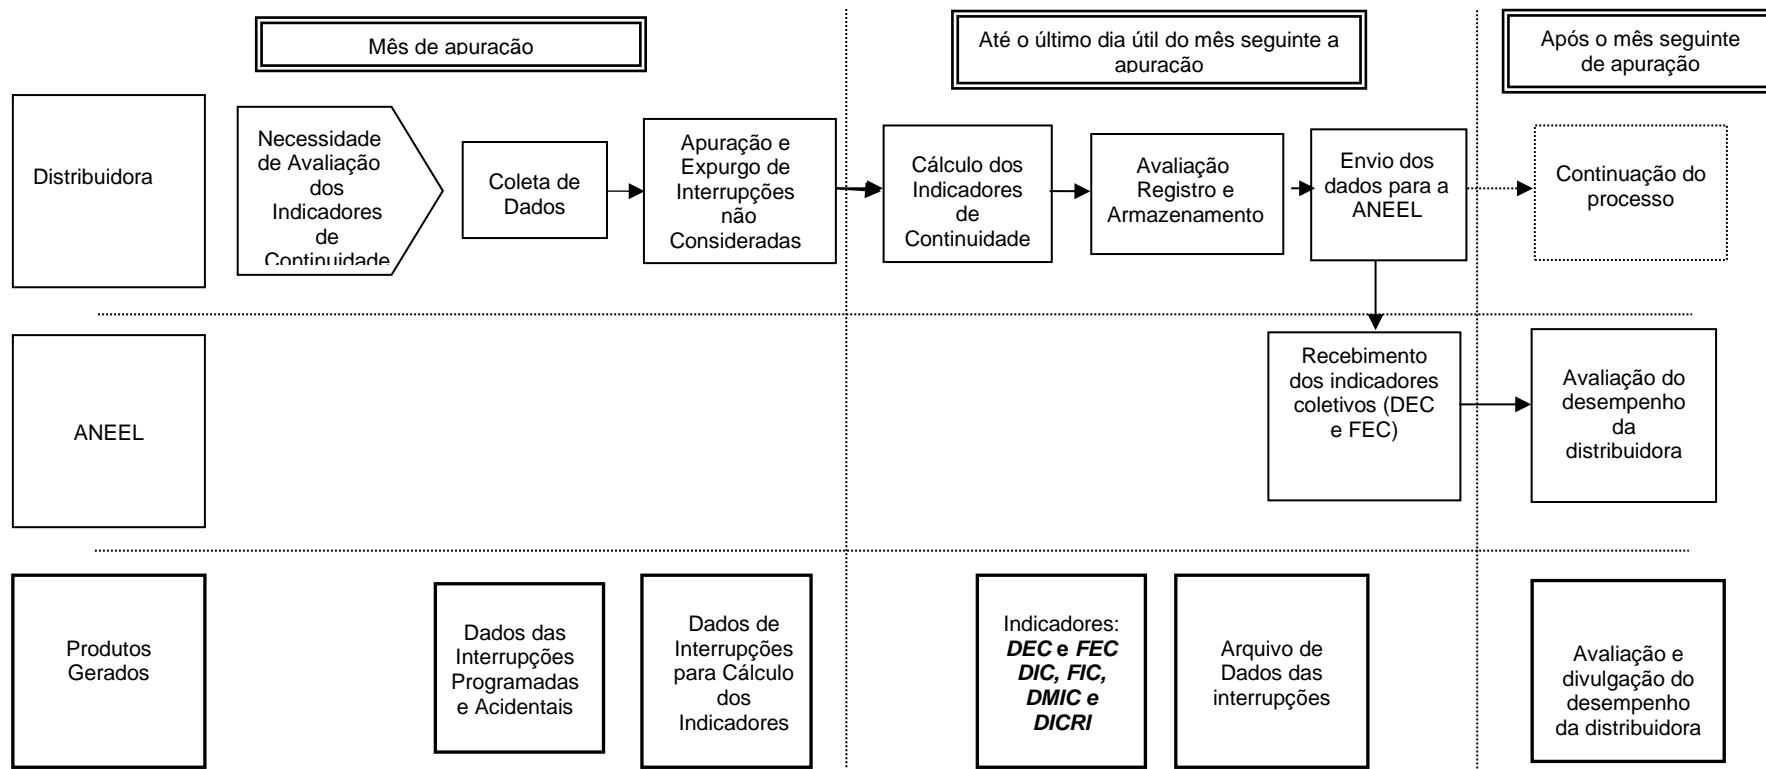 Mês de apuração
Até o último dia útil do mês seguinte a
apuração
Após o mês seguinte
de apuração
Distribuidora
Necessidade
de Avaliação
dos
Indicadores
de
Continuidade
Coleta de
Dados
Apuração e
Expurgo de
Interrupções
não
Consideradas
Cálculo dos
Indicadores
de
Continuidade
Avaliação
Registro e
Armazenamento
Envio dos
dados para a
ANEEL
Continuação do
processo
ANEEL
Recebimento
dos indicadores
coletivos (DEC
e FEC)
Avaliação do
desempenho
da
distribuidora
Produtos
Gerados
Dados das
Interrupções
Programadas
e Acidentais
Dados de
Interrupções
para Cálculo
dos
Indicadores
Indicadores:
DEC e FEC
DIC, FIC,
DMIC e
DICRI
Arquivo de
Dados das
interrupções
Avaliação e
divulgação do
desempenho
da distribuidora